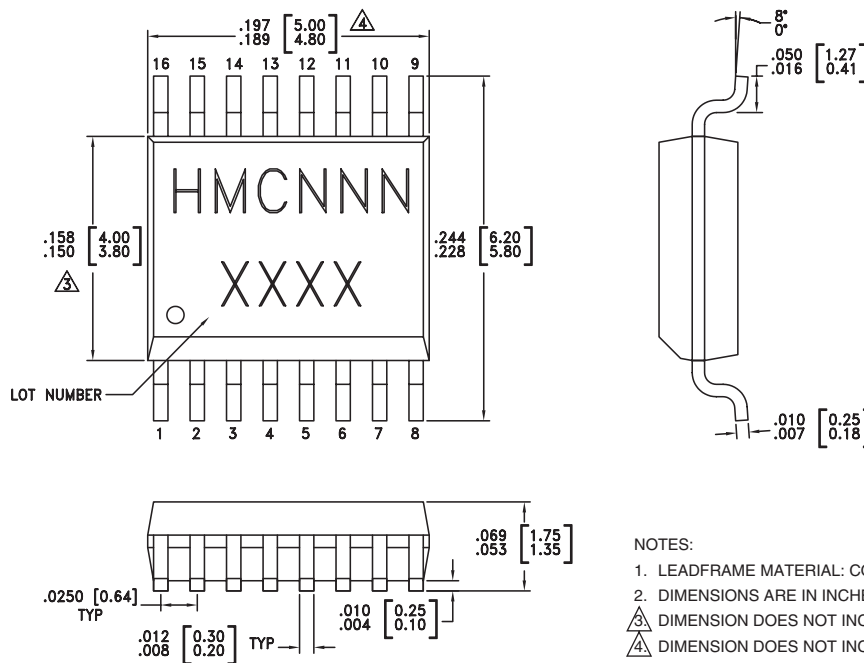 .197 [5.00]
.189 [4.80]
4
8°
0°
.050 [1.27]
.016 [0.41]
16 15 14 13 12 11 10 9
HMCNNN
XXXX
.158 [4.00]
.150 [3.80]
3
.244 [6.20]
.228 [5.80]
LOT NUMBER
1 2 3 4 5 6 7 8
.010 [0.25]
.007 [0.18]
.069 [1.75]
.053 [1.35]
.0250 [0.64]
TYP
.012 [0.30]
.008 [0.20]
TYP
.010 [0.25]
.004 [0.10]
NOTES:
1. LEADFRAME MATERIAL:
2. DIMENSIONS ARE IN
3. DIMENSION DOES NOT
4. DIMENSION DOES NOT